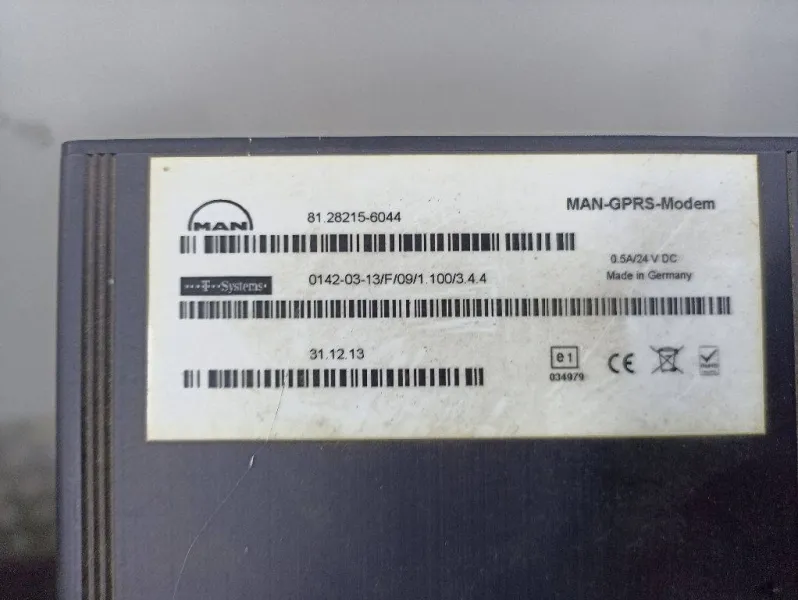 MAN
81.28215-6044
MAN-GPRS-Modem
0.5A/24 V DC
Made in Germany
T Systems
0142-03-13/F/09/1.100/3.4.4
31.12.13
e1
034979
CE